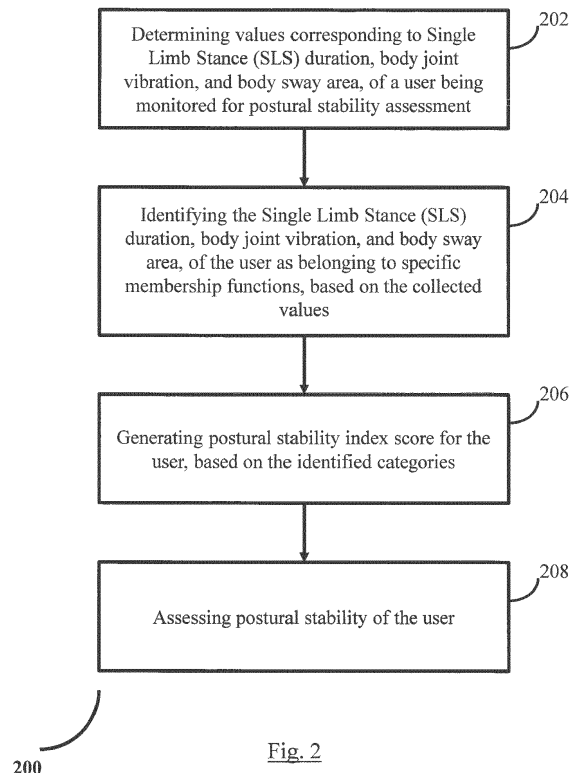 202
Determining values corresponding to Single
Limb Stance (SLS) duration, body joint
vibration, and body sway area, of a user being
monitored for postural stability assessment
204
Identifying the Single Limb Stance (SLS)
duration, body joint vibration, and body sway
area, of the user as belonging to specific
membership functions, based on the collected
values
206
Generating postural stability index score for the
user, based on the identified categories
208
Assessing postural stability of the user
200
Fig. 2